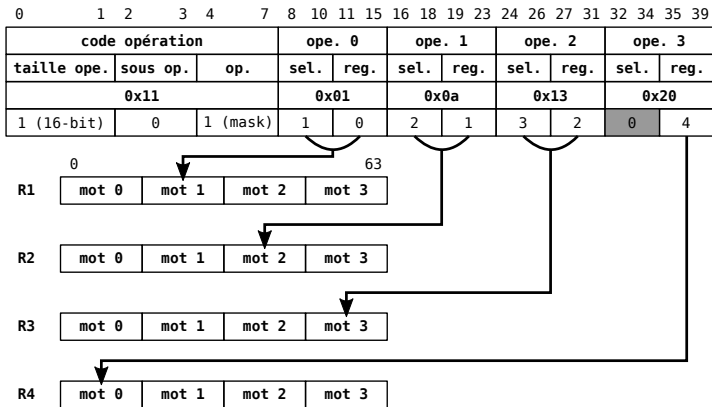 0 1 2 3 4 7 8 10 11 15 16 18 19 23 24 26 27 31 32 34 35 39
code opération ope. 0 ope. 1 ope. 2 ope. 3
taille ope. sous op. op. sel. reg. sel. reg. sel. reg. sel. reg.
0x11 0x01 0x0a 0x13 0x20
1 (16-bit) 0 1 (mask) 1 0 2 1 3 2 0 4
0 63
R1 mot 0 mot 1 mot 2 mot 3
R2 mot 0 mot 1 mot 2 mot 3
R3 mot 0 mot 1 mot 2 mot 3
R4 mot 0 mot 1 mot 2 mot 3